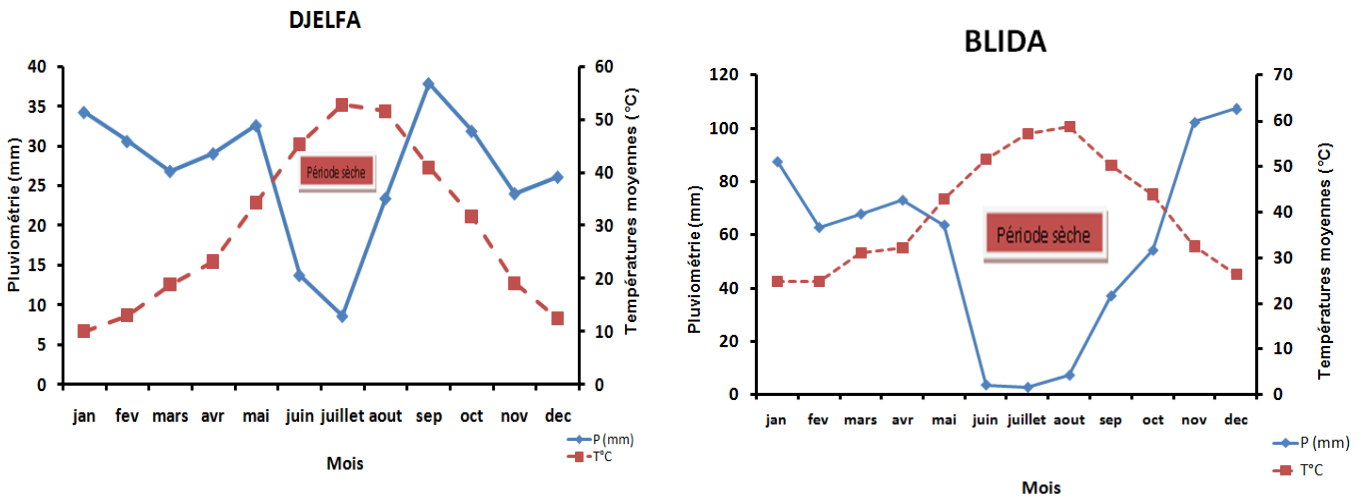 DJELFA
Pluviométrie (mm)
40
35
30
25
20
15
10
5
0
60
50
40
30
20
10
0
Températures moyennes (°C)
Période sèche
jan fev mars avr mai juin juillet aout sep oct nov dec
Mois
P (mm)
T°C
BLIDA
Pluviométrie (mm)
120
100
80
60
40
20
0
70
60
50
40
30
20
10
0
Températures moyennes (°C)
Période sèche
jan fev mars avr mai juin juillet aout sep oct nov dec
Mois
P (mm)
T°C